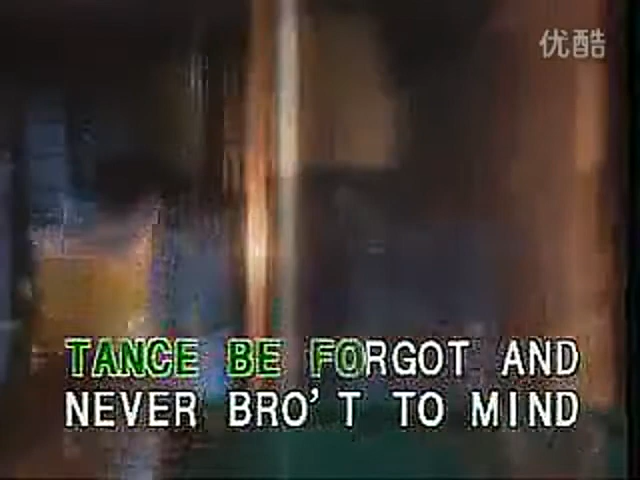 优酷
TANCE BE FORGOT AND
NEVER BRO'T TO MIND